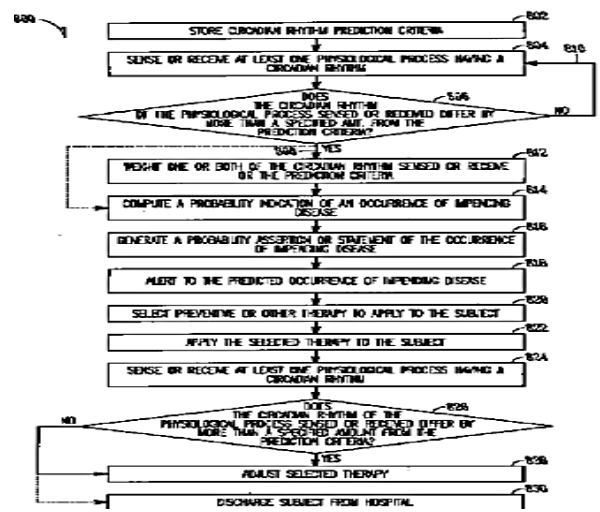 800
802
STORE CIRCADIAN RHYTHM PREDICTION CRITERIA
804
810
SENSE OR RECEIVE AT LEAST ONE PHYSIOLOGICAL PROCESS HAVING A
CIRCADIAN RHYTHM
806
DOES
THE CIRCADIAN RHYTHM
OF THE PHYSIOLOGICAL PROCESS SENSED OR RECEIVED DIFFER BY
MORE THAN A SPECIFIED AMT. FROM THE
PREDICTION CRITERIA?
NO
808
YES
812
WEIGHT ONE OR BOTH OF THE CIRCADIAN RHYTHM SENSED OR RECEIVE
OR THE PREDICTION CRITERIA
814
COMPUTE A PROBABILITY INDICATION OF AN OCCURRENCE OF IMPENDING
DISEASE
816
GENERATE A PROBABILITY ASSERTION OR STATEMENT OF THE OCCURRENCE
OF IMPENDING DISEASE
818
ALERT TO THE PREDICTED OCCURRENCE OF IMPENDING DISEASE
820
SELECT PREVENTIVE OR OTHER THERAPY TO APPLY TO THE SUBJECT
822
APPLY THE SELECTED THERAPY TO THE SUBJECT
824
SENSE OR RECEIVE AT LEAST ONE PHYSIOLOGICAL PROCESS HAVING A
CIRCADIAN RHYTHM
826
DOES
THE CIRCADIAN RHYTHM OF THE
PHYSIOLOGICAL PROCESS SENSED OR RECEIVED DIFFER BY
MORE THAN A SPECIFIED AMOUNT FROM THE
PREDICTION CRITERIA?
NO
YES
ADJUST SELECTED THERAPY
830
DISCHARGE SUBJECT FROM HOSPITAL